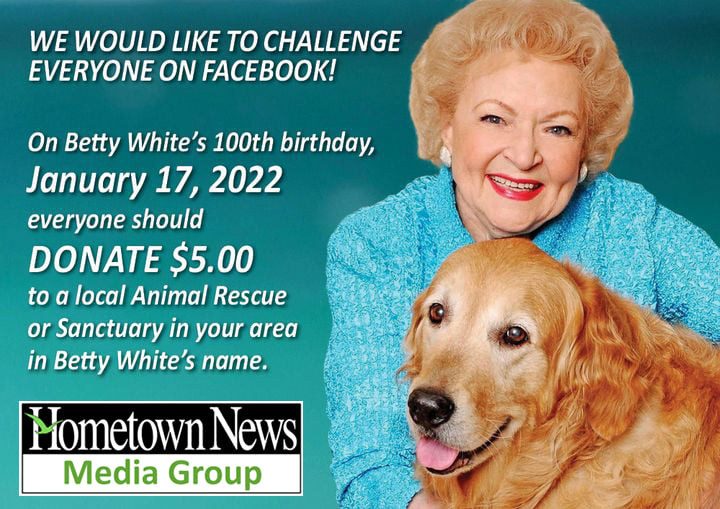 WE WOULD LIKE TO CHALLENGE
EVERYONE ON FACEBOOK!
On Betty White's 100th birthday,
January 17, 2022
everyone should
DONATE $5.00
to a local Animal Rescue
or Sanctuary in your area
in Betty White's name.
Hometown News
Media Group